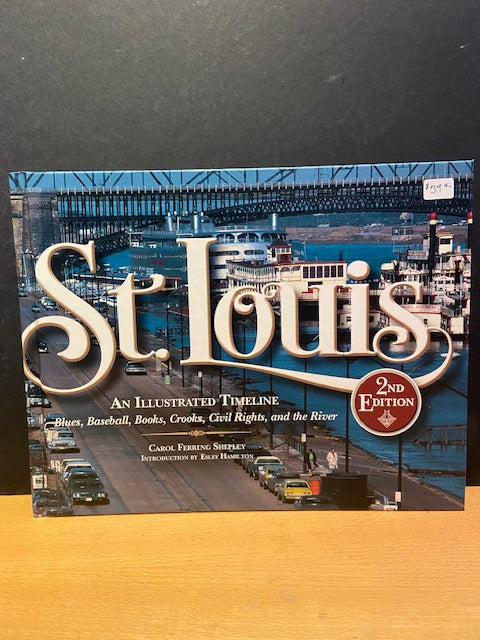 St. Louis
2ND
EDITION
AN ILLUSTRATED TIMELINE
Blues, Baseball, Books, Crooks, Civil Rights, and the River
CAROL FERRING SHEPLEY
INTRODUCTION BY ESLEY HAMILTON